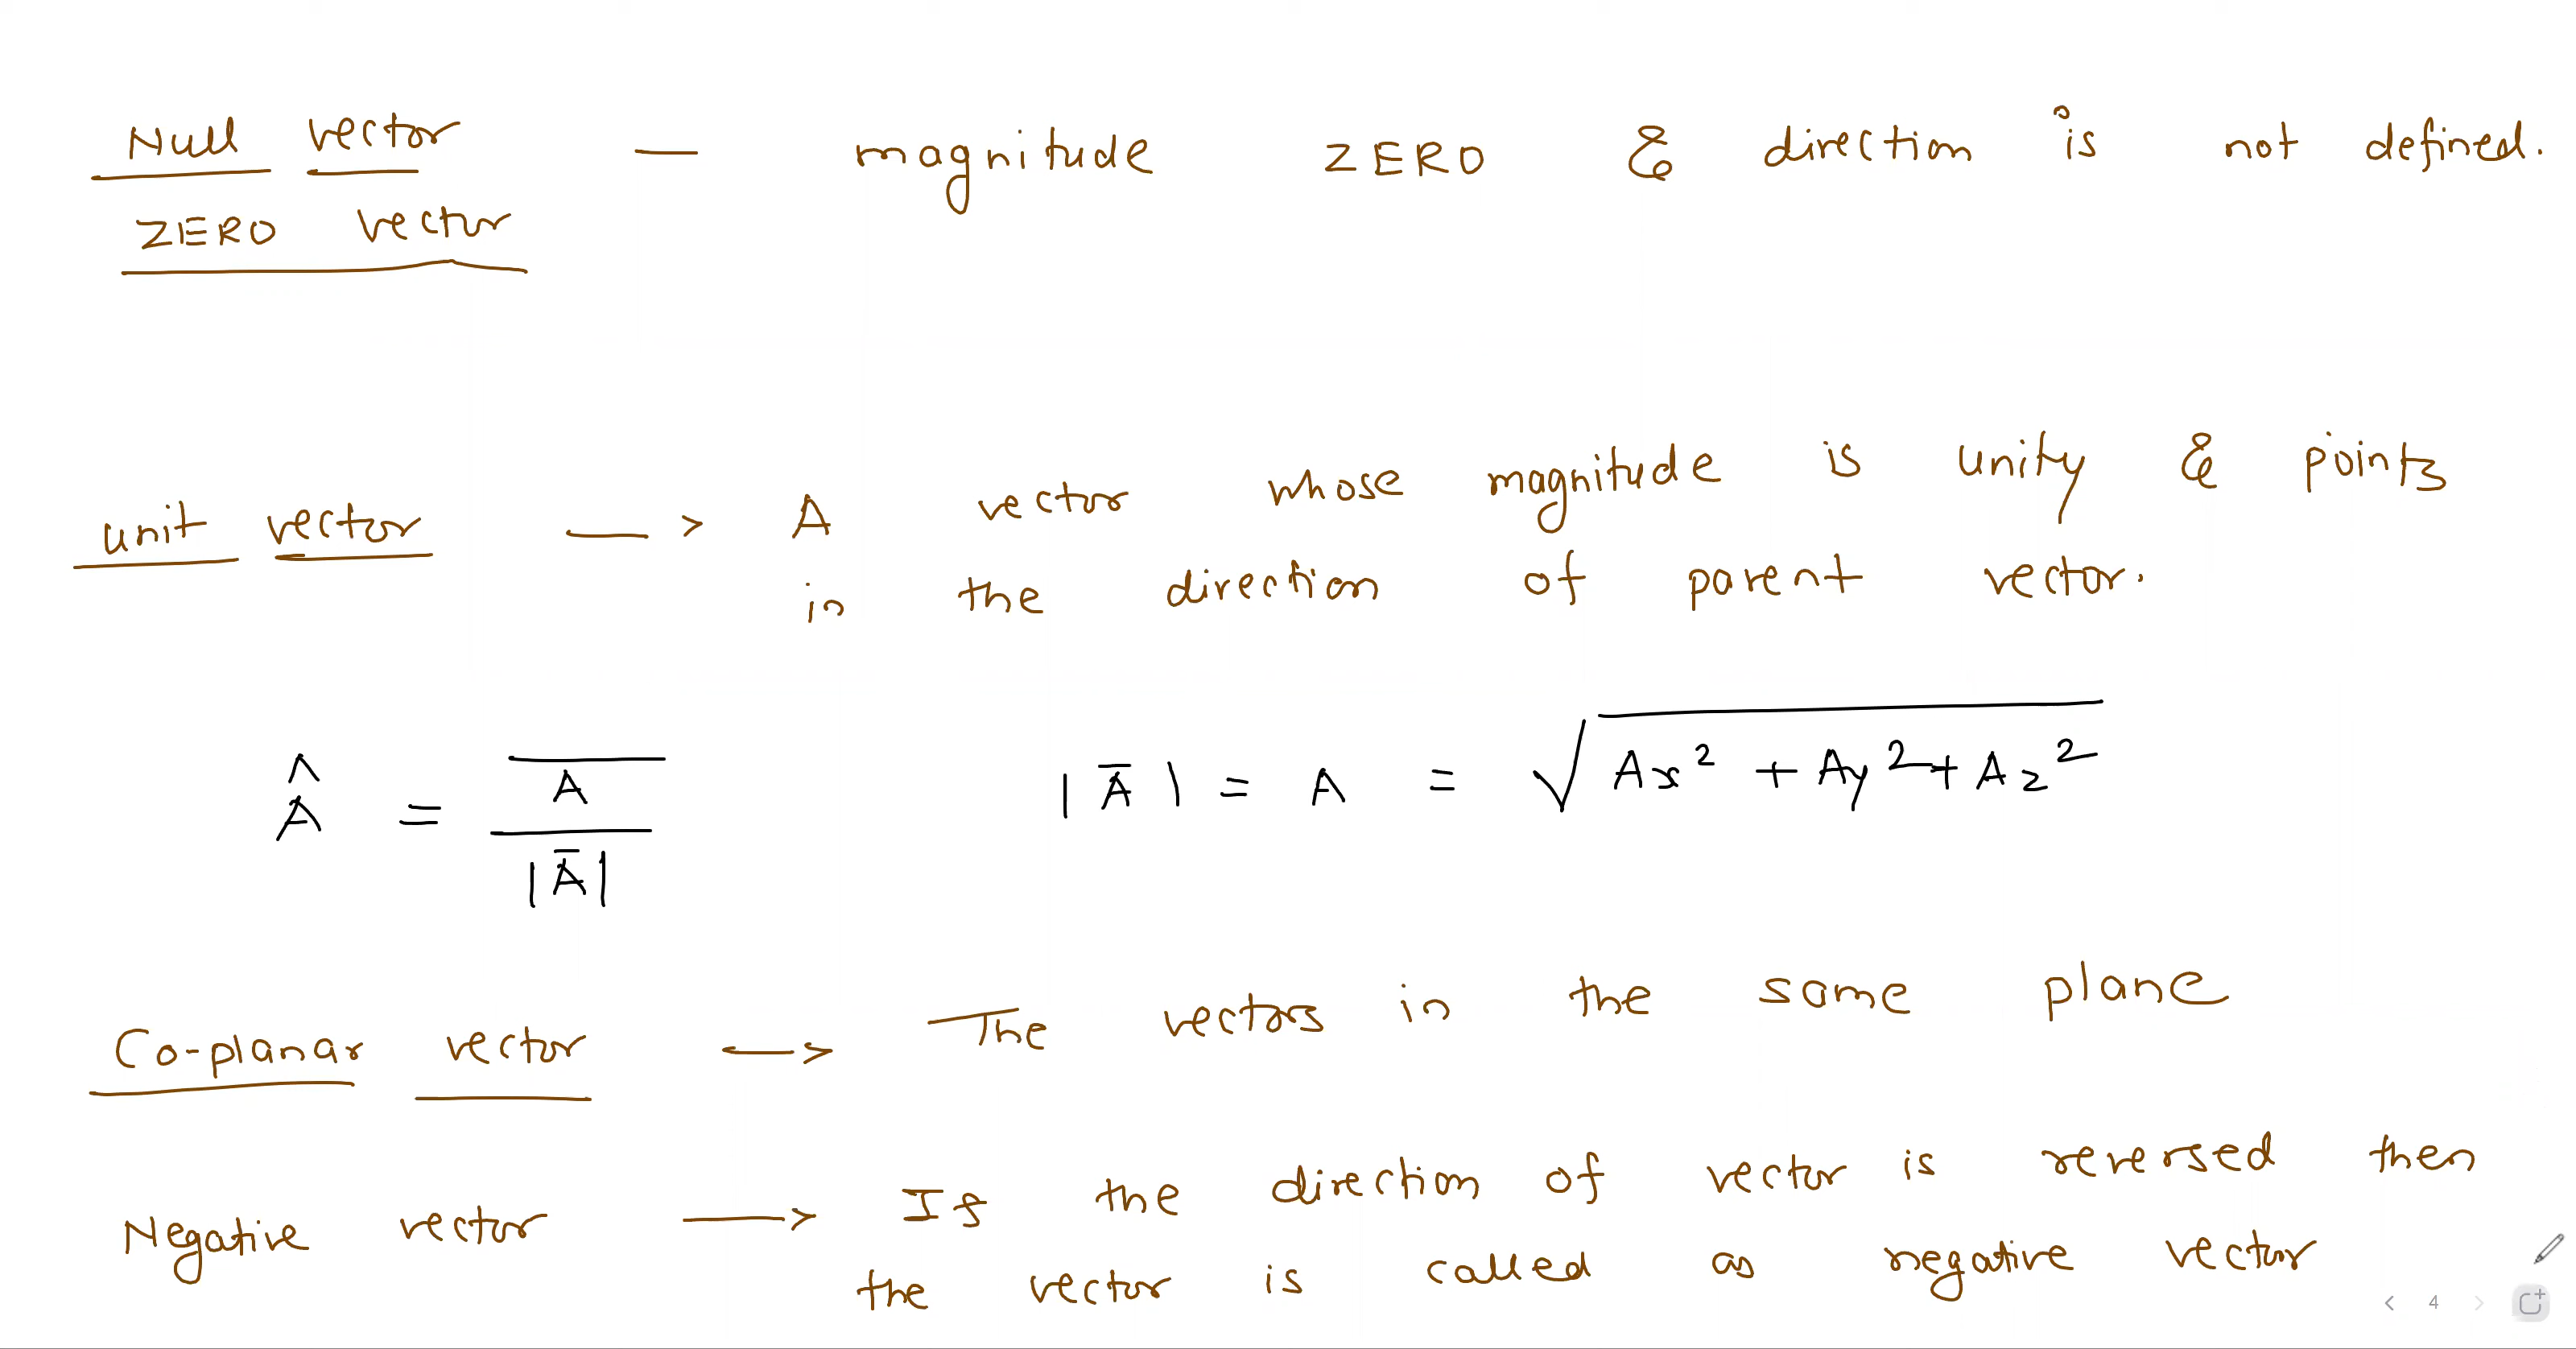 Null vector — magnitude ZERO & direction is not defined.
ZERO vector
unit vector —> A vector whose magnitude is unity & points
in the direction of parent vector.
Â = A̅ / |A̅|    |A̅| = A = √(Ax² + Ay² + Az²)
Co-planar vector —> The vectors in the same plane
Negative vector —> If the direction of vector is reversed then
the vector is called as negative vector
< 4 >